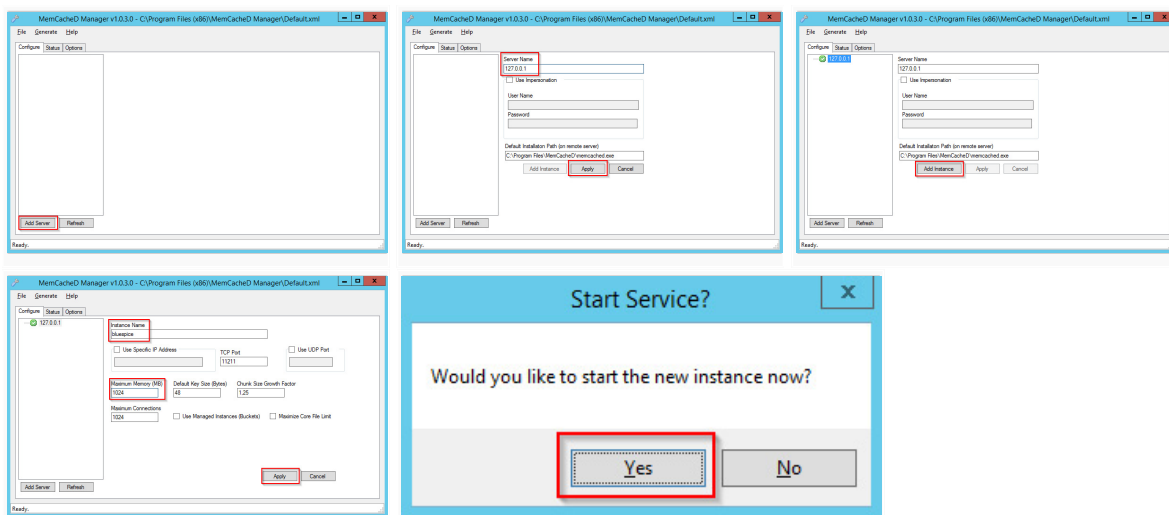 MemCacheD Manager v1.0.3.0 - C:\Program Files (x86)\MemCacheD Manager\Default.xml
File Generate Help
Configure Status Options
Add Server Refresh
Ready.
MemCacheD Manager v1.0.3.0 - C:\Program Files (x86)\MemCacheD Manager\Default.xml
File Generate Help
Configure Status Options
Server Name
127.0.0.1
Use Impersonation
User Name
Password
Default Installaton Path (on remote server)
C:\Program Files\MemCacheD\memcached.exe
Add Instance Apply Cancel
Add Server Refresh
Ready.
MemCacheD Manager v1.0.3.0 - C:\Program Files (x86)\MemCacheD Manager\Default.xml
File Generate Help
Configure Status Options
127.0.0.1
Server Name
127.0.0.1
Use Impersonation
User Name
Password
Default Installaton Path (on remote server)
C:\Program Files\MemCacheD\memcached.exe
Add Instance Apply Cancel
Add Server Refresh
Ready.
MemCacheD Manager v1.0.3.0 - C:\Program Files (x86)\MemCacheD Manager\Default.xml
File Generate Help
Configure Status Options
127.0.0.1
Instance Name
bluespice
Use Specific IP Address TCP Port Use UDP Port
11211
Maximum Memory (MB) Default Key Size (Bytes) Chunk Size Growth Factor
1024 48 1,25
Maximum Connections
1024 Use Managed Instances (Buckets) Maximize Core File Limit
Apply Cancel
Add Server Refresh
Ready.
Start Service?
x
Would you like to start the new instance now?
Yes No